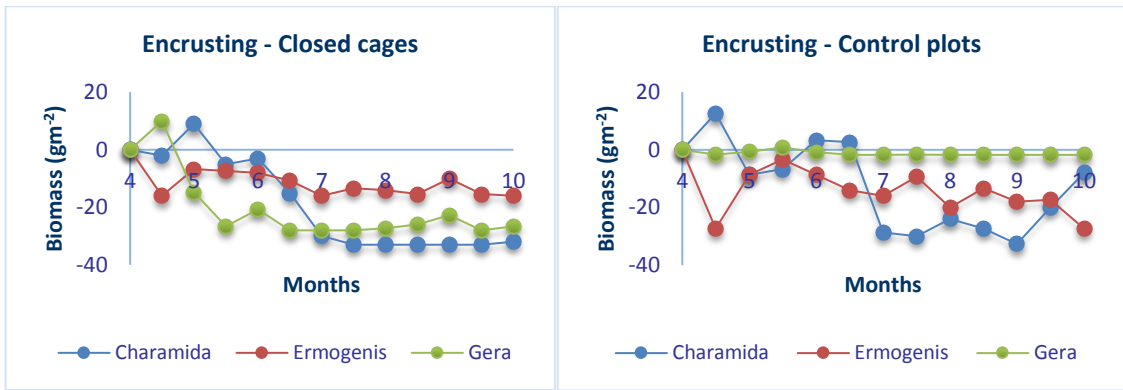 Encrusting - Closed cages
20
0
-20
-40
Biomass (gm-2)
4 5 6 7 8 9 10
Months
Charamida Ermogenis Gera
Encrusting - Control plots
20
0
-20
-40
Biomass (gm-2)
4 5 6 7 8 9 10
Months
Charamida Ermogenis Gera